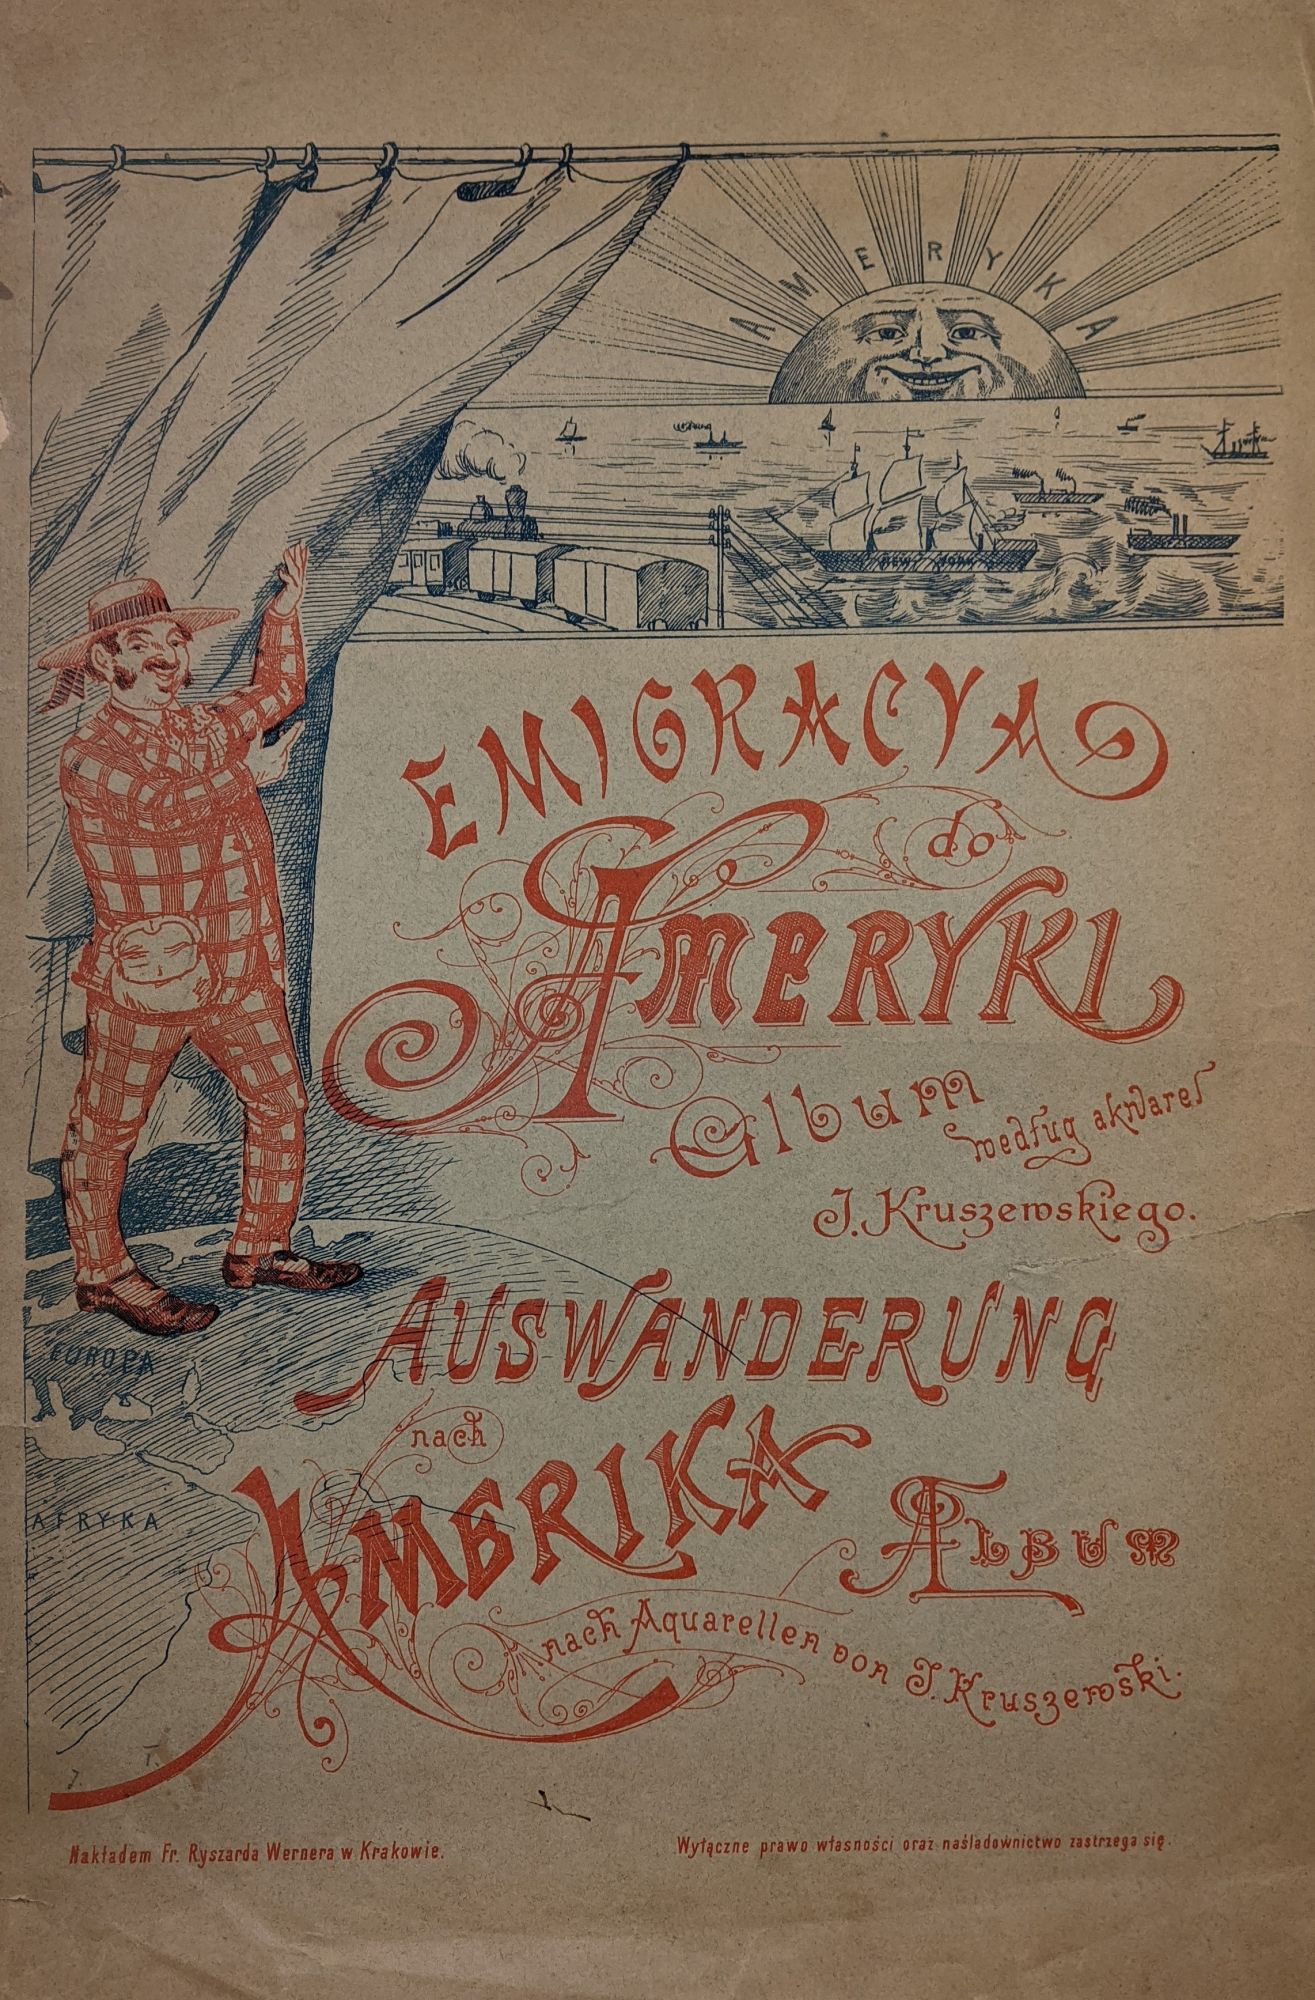 AMERYKA
EMIGRACYA
do
AMERYKI
Album
według akwarel
J. Kruszewskiego.
AUSWANDERUNG
nach
AMERIKA
ALBUM
nach Aquarellen von J. Kruszewski.
EUROPA
AFRYKA
J. T.
Nakładem Fr. Ryszarda Wernera w Krakowie.
Wyłączne prawo własności oraz naśladownictwo zastrzega się.